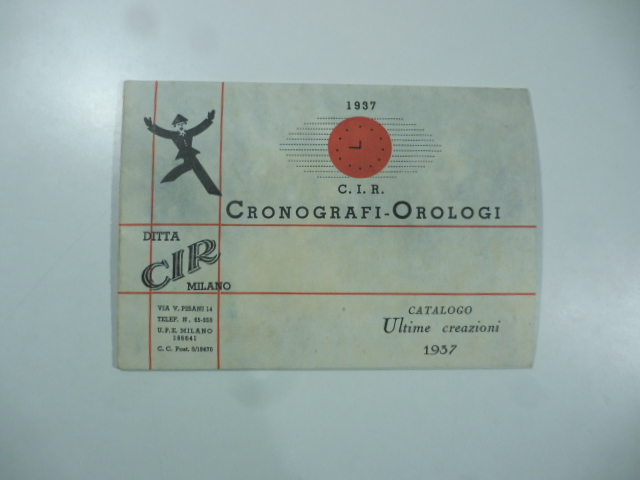 1937
C. I. R.
CRONOGRAFI-OROLOGI
DITTA
CIR
MILANO
VIA V. PISANI 14
TELEF. N. 65-953
U.P.E. MILANO
186641
C. C. Post. 3/18470
CATALOGO
Ultime creazioni
1937